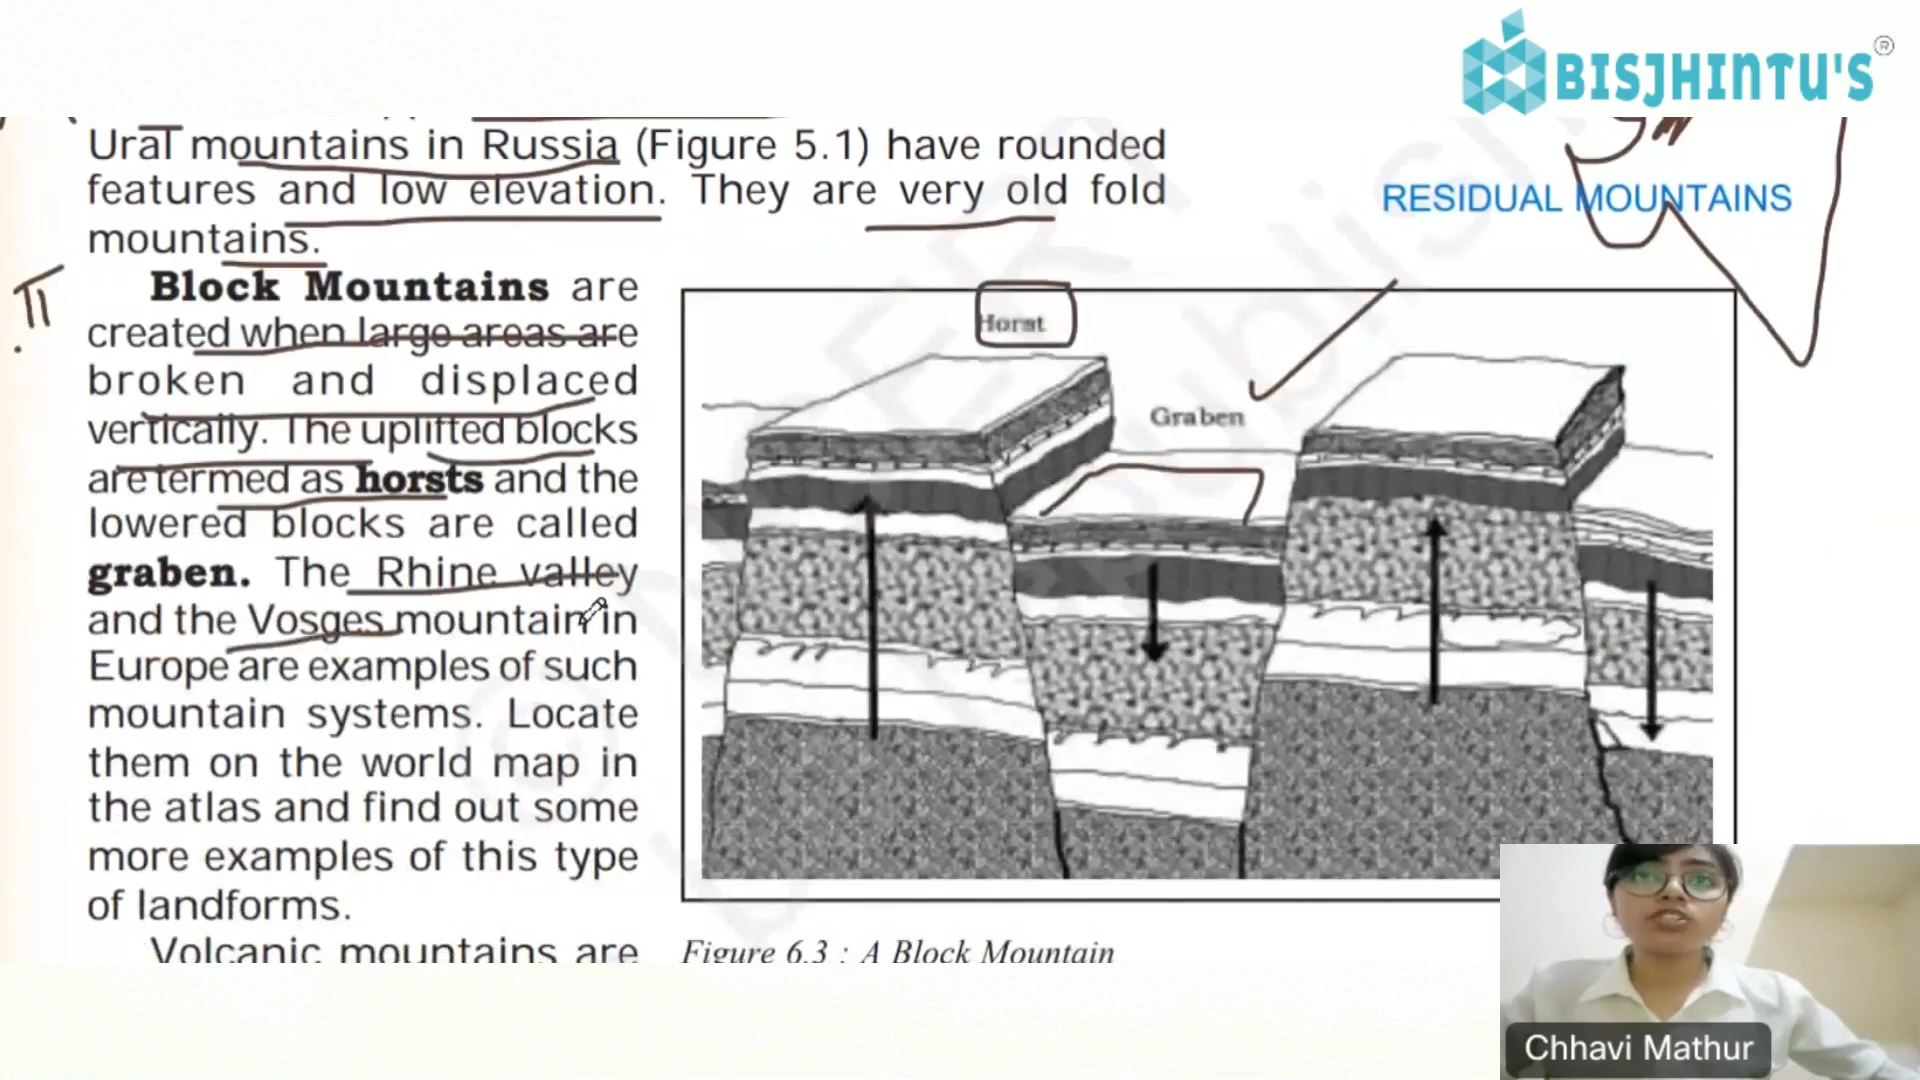 BISJHINTU'S®
Ural mountains in Russia (Figure 5.1) have rounded
features and low elevation. They are very old fold
mountains.
RESIDUAL MOUNTAINS
II
Block Mountains are
created when large areas are
broken and displaced
vertically. The uplifted blocks
are termed as horsts and the
lowered blocks are called
graben. The Rhine valley
and the Vosges mountain in
Europe are examples of such
mountain systems. Locate
them on the world map in
the atlas and find out some
more examples of this type
of landforms.
Volcanic mountains are
Horst
Graben
Figure 6.3 : A Block Mountain
Chhavi Mathur